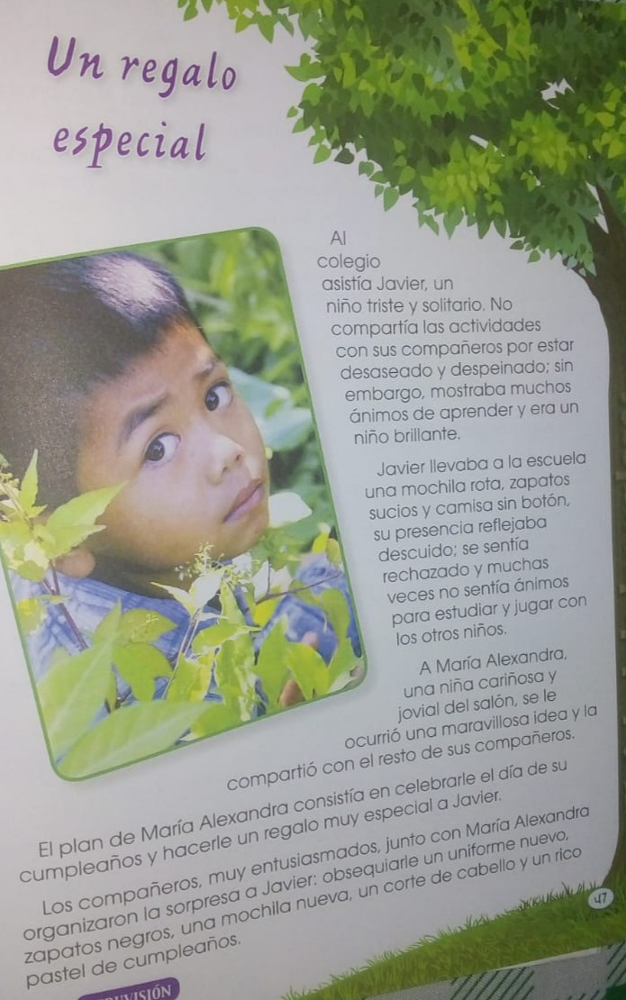 Un regalo
especial
Al
colegio
asistía Javier, un
niño triste y solitario. No
compartía las actividades
con sus compañeros por estar
desaseado y despeinado; sin
embargo, mostraba muchos
ánimos de aprender y era un
niño brillante.
Javier llevaba a la escuela
una mochila rota, zapatos
sucios y camisa sin botón,
su presencia reflejaba
descuido; se sentía
rechazado y muchas
veces no sentía ánimos
para estudiar y jugar con
los otros niños.
A María Alexandra,
una niña cariñosa y
jovial del salón, se le
ocurrió una maravillosa idea y la
compartió con el resto de sus compañeros.
El plan de María Alexandra consistía en celebrarle el día de su
cumpleaños y hacerle un regalo muy especial a Javier.
Los compañeros, muy entusiasmados, junto con María Alexandra
organizaron la sorpresa a Javier: obsequiarle un uniforme nuevo,
zapatos negros, una mochila nueva, un corte de cabello y un rico
pastel de cumpleaños.
47